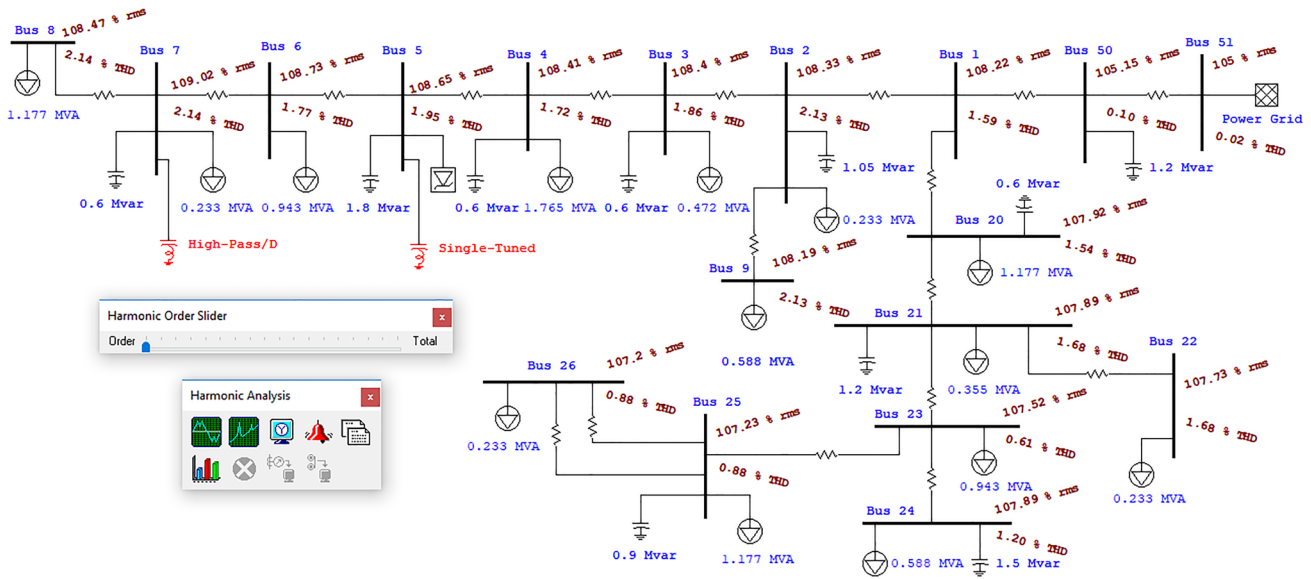 Bus 8
108.47 % rms
2.14 % THD
1.177 MVA
Bus 7
109.02 % rms
2.14 % THD
0.6 Mvar
0.233 MVA
High-Pass/D
Bus 6
108.73 % rms
1.77 % THD
0.943 MVA
Bus 5
108.65 % rms
1.95 % THD
1.8 Mvar
Single-Tuned
Bus 4
108.41 % rms
1.72 % THD
0.6 Mvar
1.765 MVA
Bus 3
108.4 % rms
1.86 % THD
0.6 Mvar
0.472 MVA
Bus 2
108.33 % rms
2.13 % THD
1.05 Mvar
0.233 MVA
Bus 1
108.22 % rms
1.59 % THD
Bus 50
105.15 % rms
0.10 % THD
1.2 Mvar
Bus 51
105 % rms
0.02 % THD
Power Grid
Bus 9
108.19 % rms
2.13 % THD
0.588 MVA
Bus 20
0.6 Mvar
107.92 % rms
1.54 % THD
1.177 MVA
Bus 21
107.89 % rms
1.68 % THD
1.2 Mvar
0.355 MVA
Bus 22
107.73 % rms
1.68 % THD
0.233 MVA
Bus 23
107.52 % rms
0.61 % THD
0.943 MVA
Bus 24
107.89 % rms
1.20 % THD
0.588 MVA
1.5 Mvar
Bus 25
107.23 % rms
0.88 % THD
0.9 Mvar
1.177 MVA
Bus 26
107.2 % rms
0.88 % THD
0.233 MVA
Harmonic Order Slider
x
Order
Total
Harmonic Analysis
x